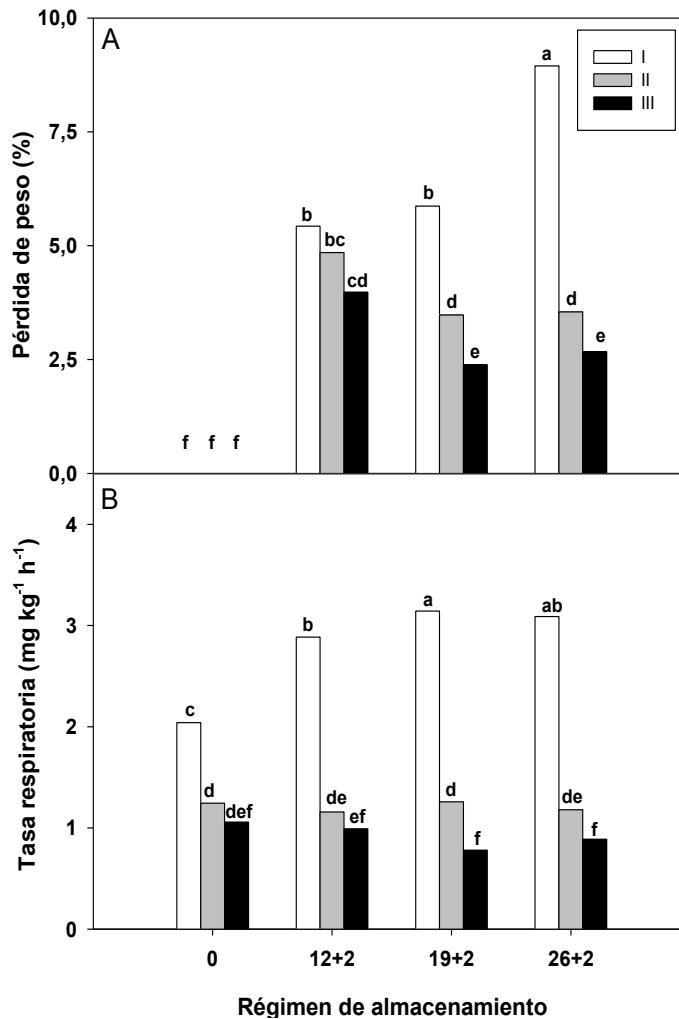 A
Pérdida de peso (%)
10,0
7,5
5,0
2,5
0,0
I
II
III
f f f
b
bc
cd
b
d
e
a
d
e
B
Tasa respiratoria (mg kg⁻¹ h⁻¹)
4
3
2
1
0
c
d
def
b
de
ef
a
d
f
ab
de
f
0 12+2 19+2 26+2
Régimen de almacenamiento